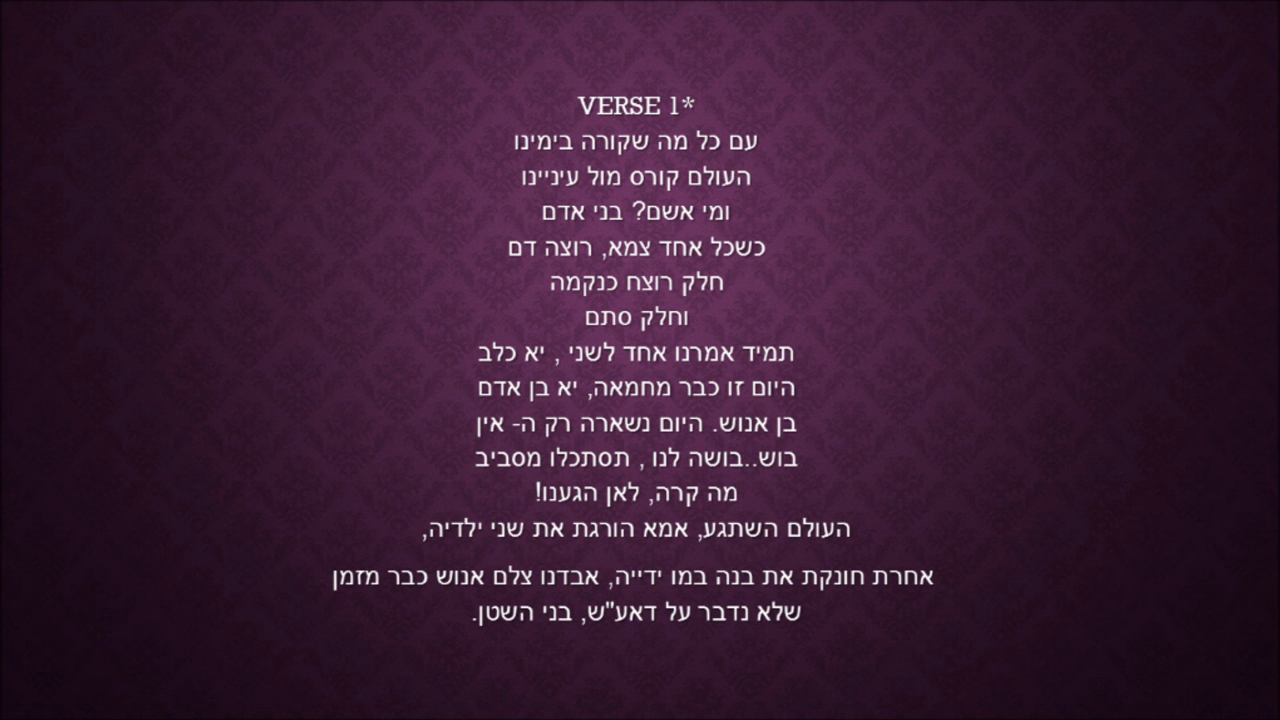 VERSE 1*
עם כל מה שקורה בימינו
העולם קורס מול עיניינו
ומי אשם? בני אדם
כשכל אחד צמא, רוצה דם
חלק רוצח כנקמה
וחלק סתם
תמיד אמרנו אחד לשני , יא כלב
היום זו כבר מחמאה, יא בן אדם
בן אנוש. היום נשארה רק ה- אין
בוש..בושה לנו , תסתכלו מסביב
מה קרה, לאן הגענו!
העולם השתגע, אמא הורגת את שני ילדיה,
אחרת חונקת את בנה במו ידייה, אבדנו צלם אנוש כבר מזמן
שלא נדבר על דאע"ש, בני השטן.